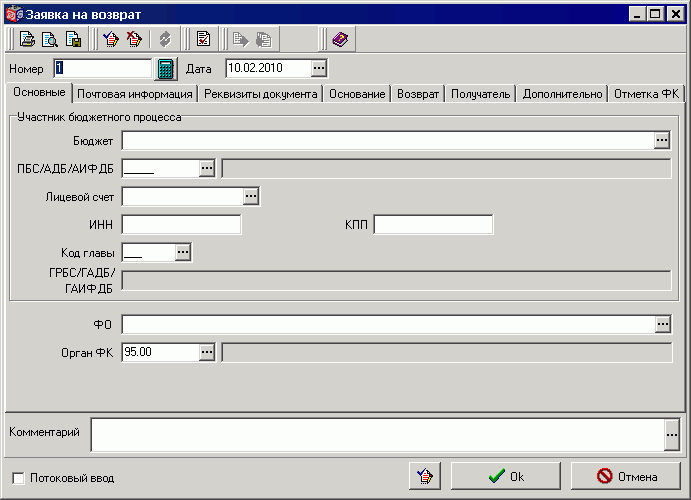 Заявка на возврат
Номер 1 Дата 10.02.2010
Основные Почтовая информация Реквизиты документа Основание Возврат Получатель Дополнительно Отметка ФК
Участник бюджетного процесса
Бюджет
ПБС/АДБ/АИФДБ
Лицевой счет
ИНН КПП
Код главы
ГРБС/ГАДБ/
ГАИФДБ
ФО
Орган ФК 95.00
Комментарий
Потоковый ввод Ok Отмена